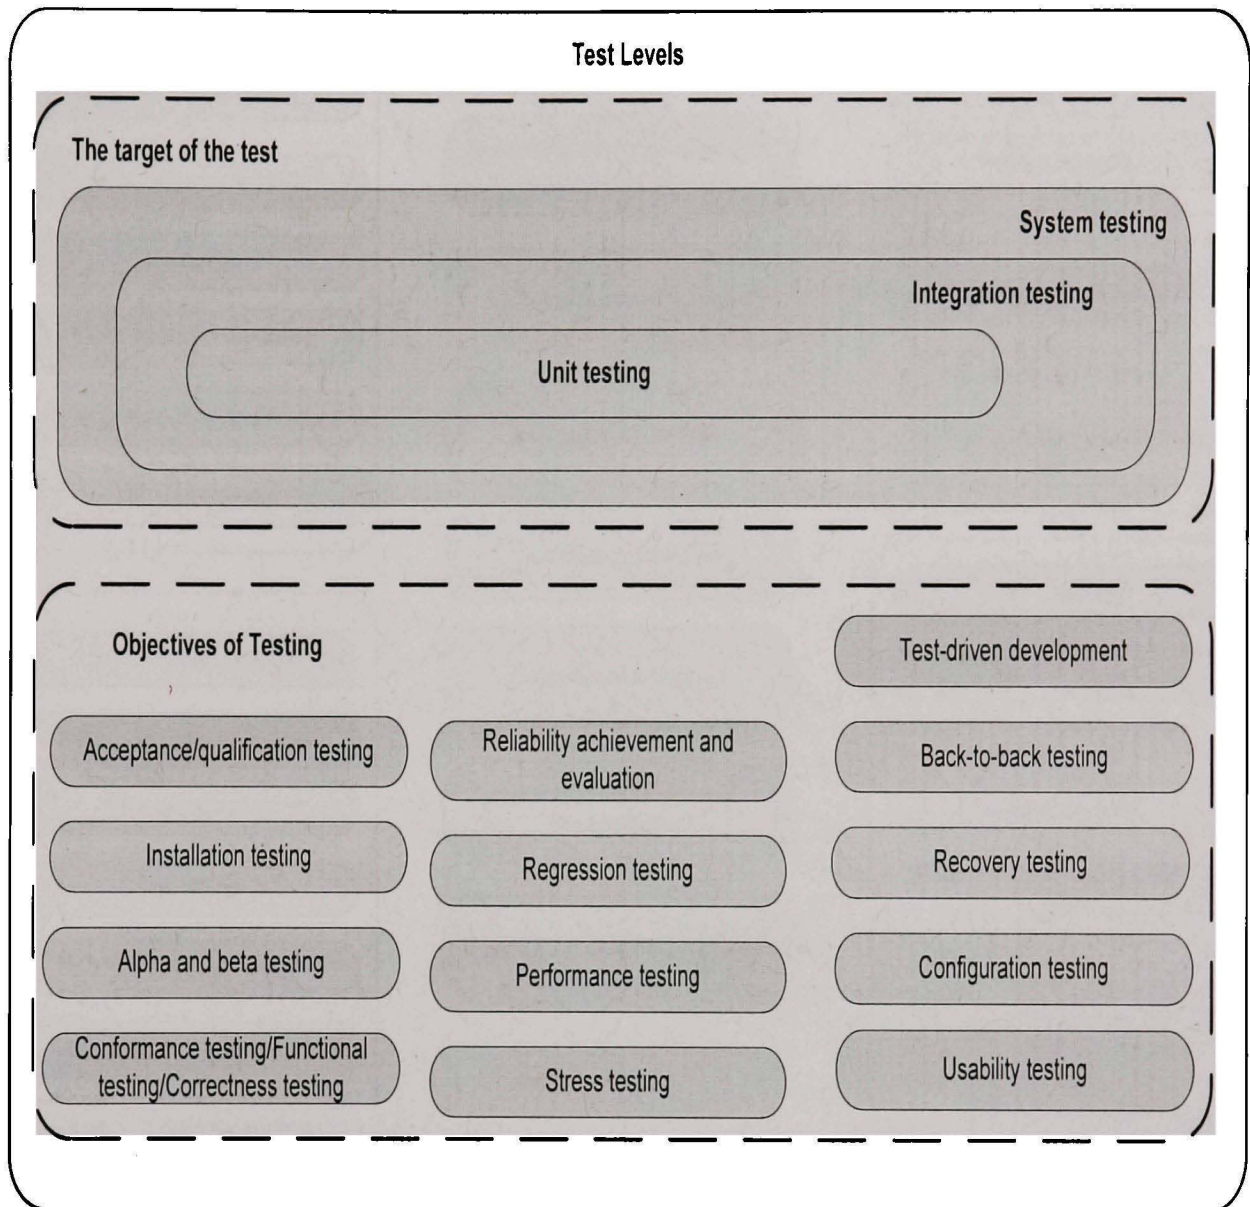 Test Levels
The target of the test
System testing
Integration testing
Unit testing
Objectives of Testing
Test-driven development
Acceptance/qualification testing
Reliability achievement and
evaluation
Back-to-back testing
Installation testing
Regression testing
Recovery testing
Alpha and beta testing
Performance testing
Configuration testing
Conformance testing/Functional
testing/Correctness testing
Stress testing
Usability testing